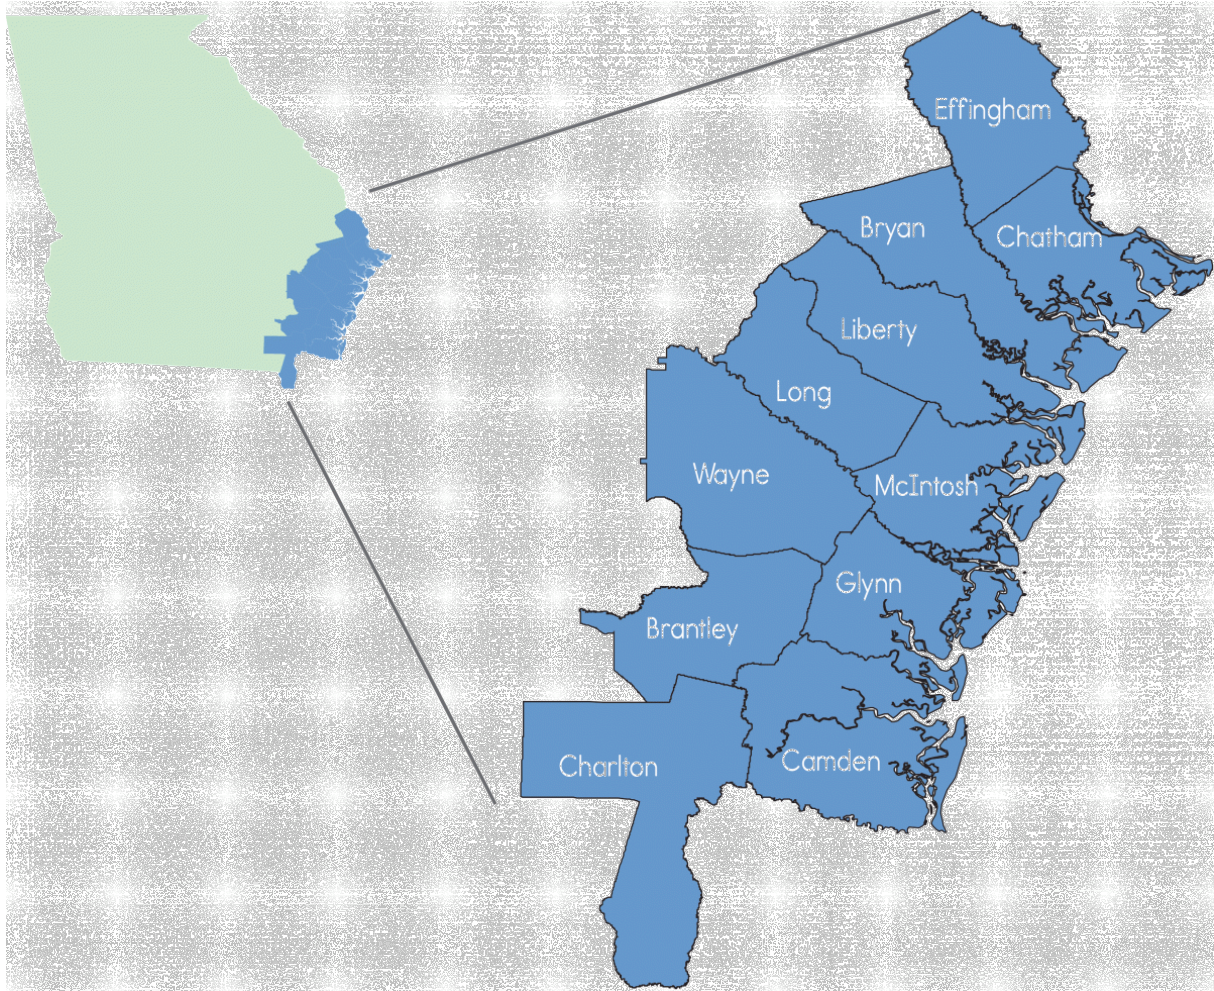 Effingham
Bryan
Chatham
Liberty
Long
Wayne
McIntosh
Glynn
Brantley
Charlton
Camden